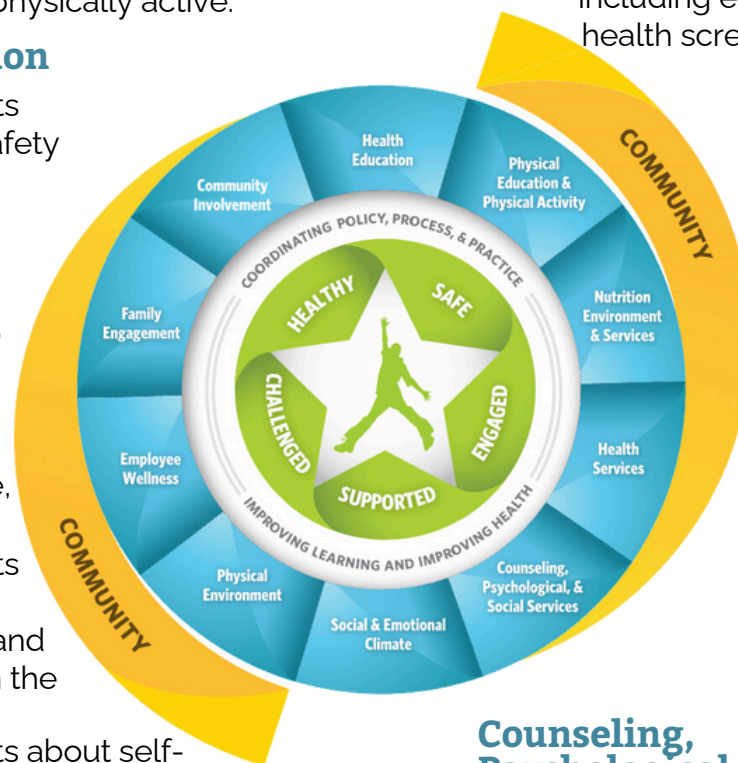 physically active.
including e
health scre
on
ts
afety
COMMUNITY
Health
Education
Physical
Education &
Physical Activity
Nutrition
Environment
& Services
Health
Services
Counseling,
Psychological, &
Social Services
Social & Emotional
Climate
Physical
Environment
Employee
Wellness
Family
Engagement
Community
Involvement
COORDINATING POLICY, PROCESS, & PRACTICE
IMPROVING LEARNING AND IMPROVING HEALTH
HEALTHY
SAFE
ENGAGED
SUPPORTED
CHALLENGED
COMMUNITY
ts
and
the
ts about self-
Counseling,